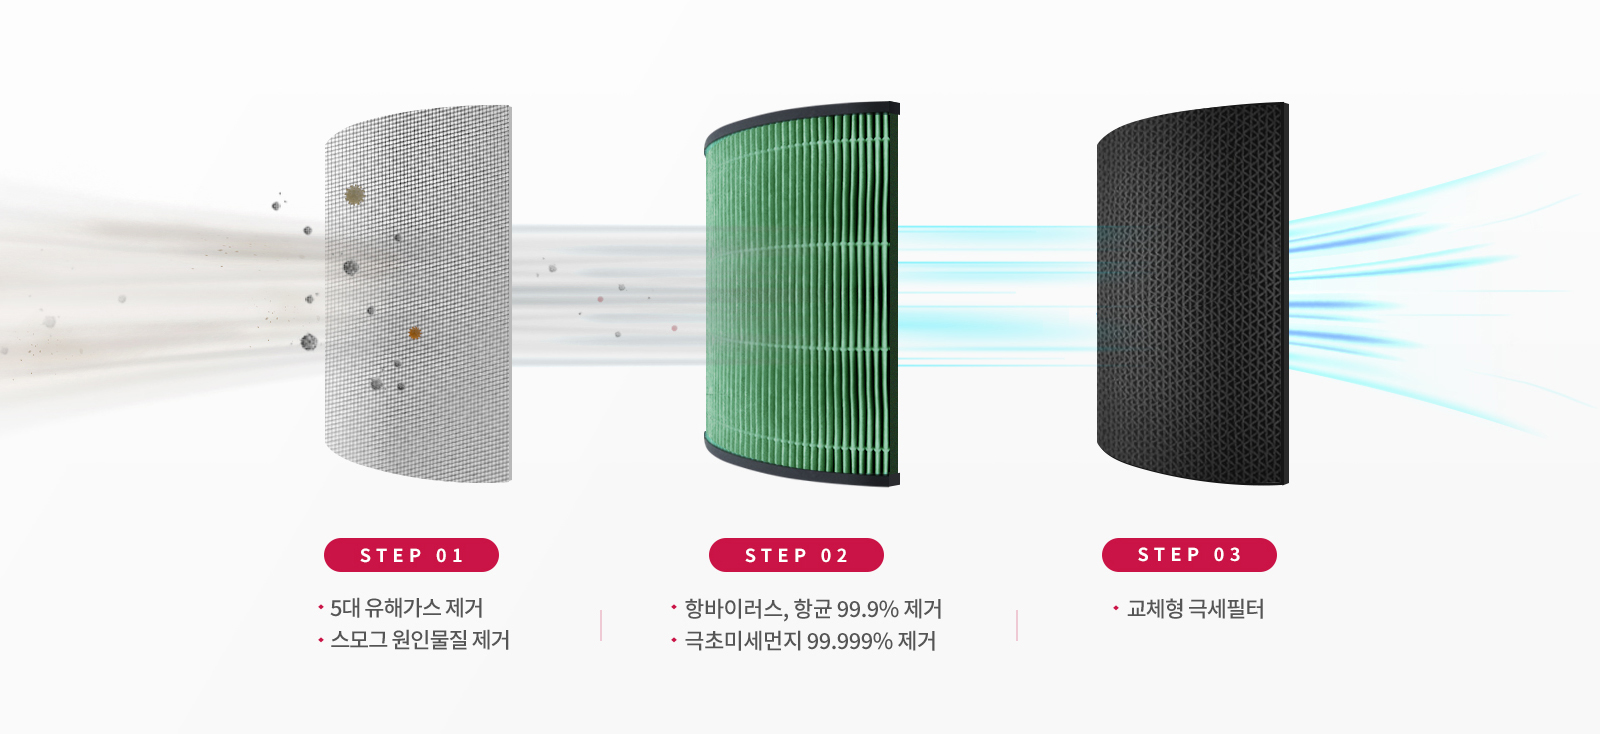 STEP 01
• 5대 유해가스 제거
• 스모그 원인물질 제거
STEP 02
• 항바이러스, 항균 99.9% 제거
• 극초미세먼지 99.999% 제거
STEP 03
• 교체형 극세필터